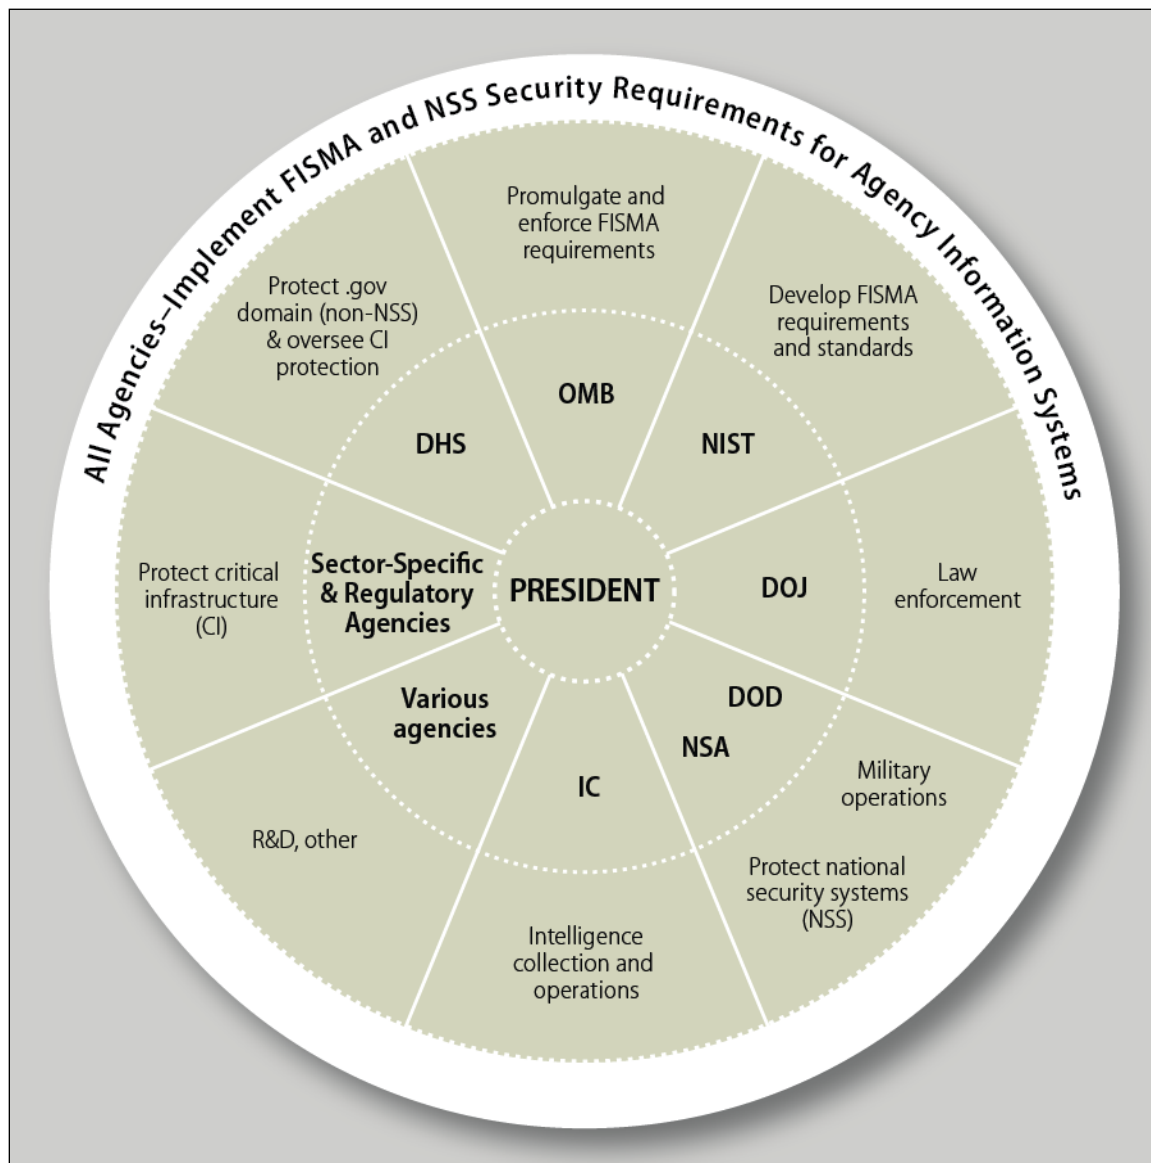 All Agencies–Implement FISMA and NSS Security Requirements for Agency Information Systems
Promulgate and
enforce FISMA
requirements
OMB
Develop FISMA
requirements
and standards
NIST
Law
enforcement
DOJ
DOD
NSA
Military
operations
Protect national
security systems
(NSS)
IC
Intelligence
collection and
operations
Various
agencies
R&D, other
Sector-Specific
& Regulatory
Agencies
Protect critical
infrastructure
(CI)
DHS
Protect .gov
domain (non-NSS)
& oversee CI
protection
PRESIDENT